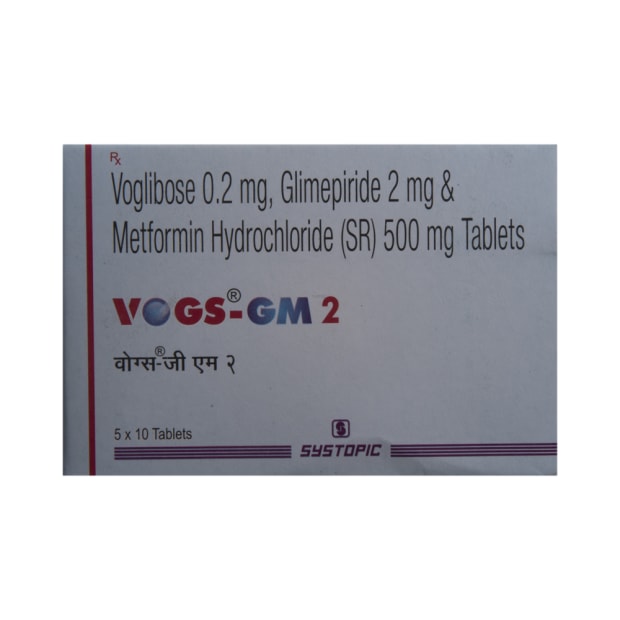 Rx
Voglibose 0.2 mg, Glimepiride 2 mg &
Metformin Hydrochloride (SR) 500 mg Tablets
VOGS®-GM 2
वोग्स®-जी एम २
5 x 10 Tablets
S
SYSTOPIC